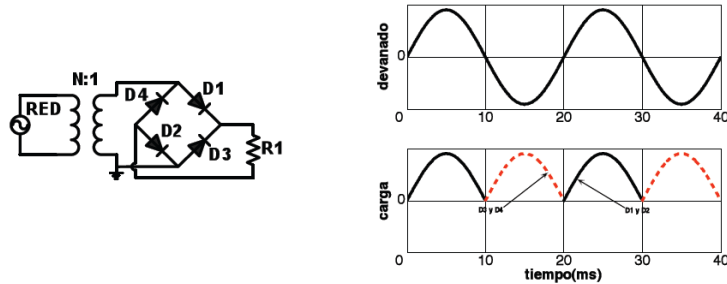 N:1
RED
D4
D1
D2
D3
R1
devanado
0
0
10
20
30
40
carga
0
D3 y D4
D1 y D2
0
10
20
30
40
tiempo(ms)